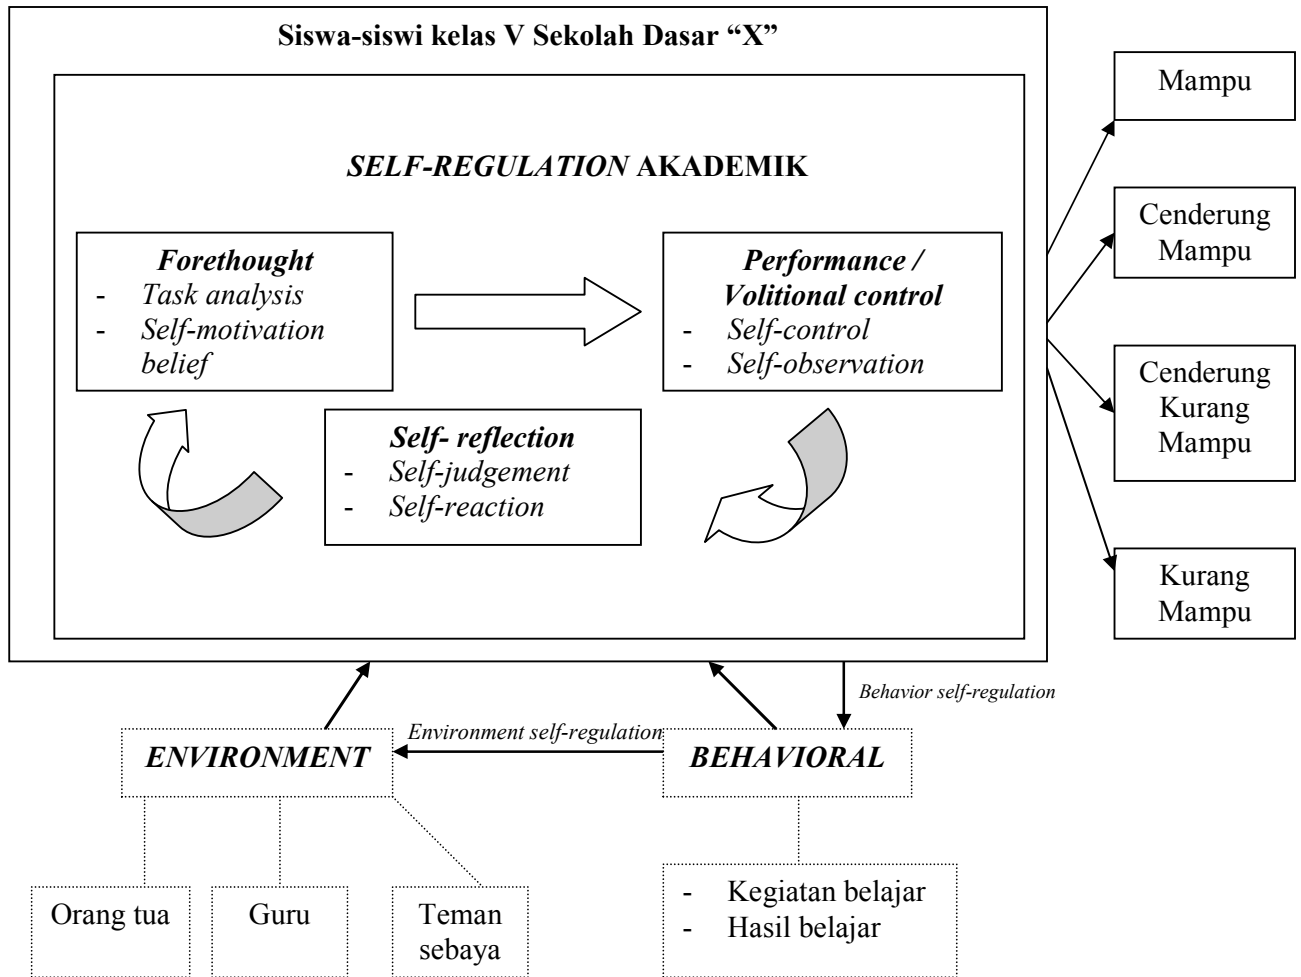 Siswa-siswi kelas V Sekolah Dasar “X”
SELF-REGULATION AKADEMIK
Forethought
- Task analysis
- Self-motivation
belief
Performance /
Volitional control
- Self-control
- Self-observation
Self- reflection
- Self-judgement
- Self-reaction
Mampu
Cenderung
Mampu
Cenderung
Kurang
Mampu
Kurang
Mampu
Behavior self-regulation
Environment self-regulation
ENVIRONMENT
BEHAVIORAL
Orang tua
Guru
Teman
sebaya
- Kegiatan belajar
- Hasil belajar